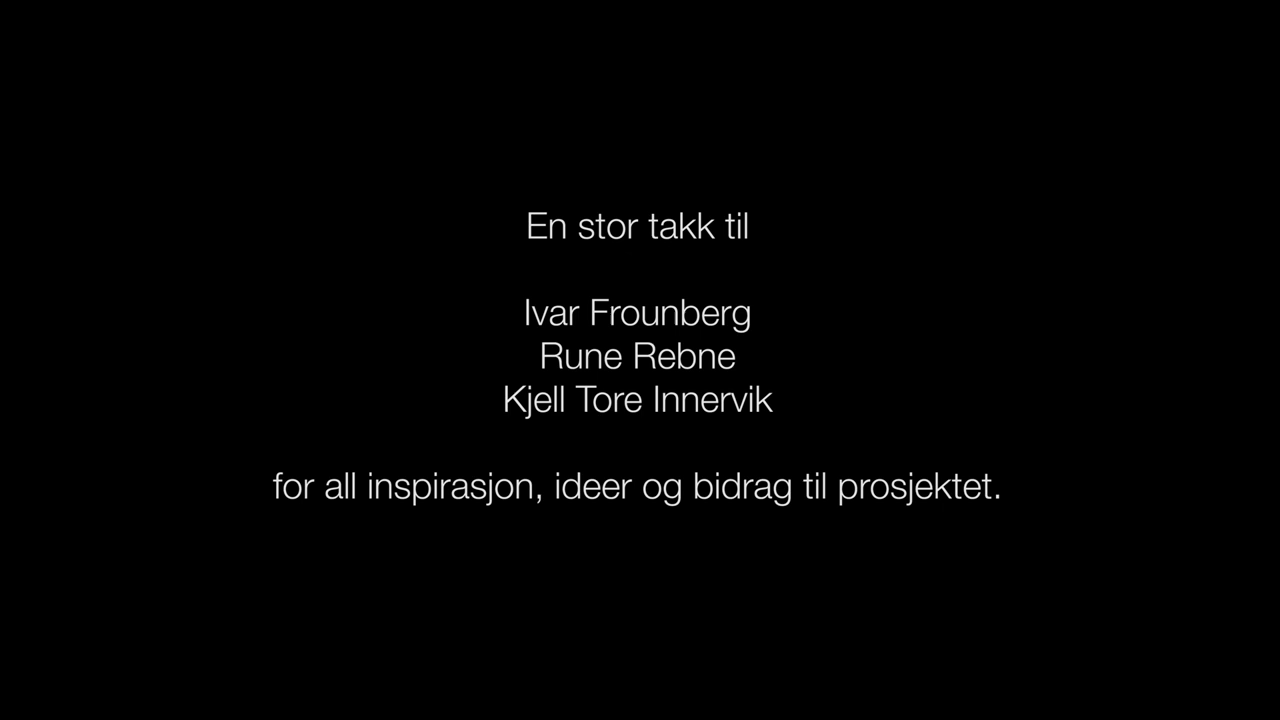 En stor takk til
Ivar Frounberg
Rune Rebne
Kjell Tore Innervik
for all inspirasjon, ideer og bidrag til prosjektet.